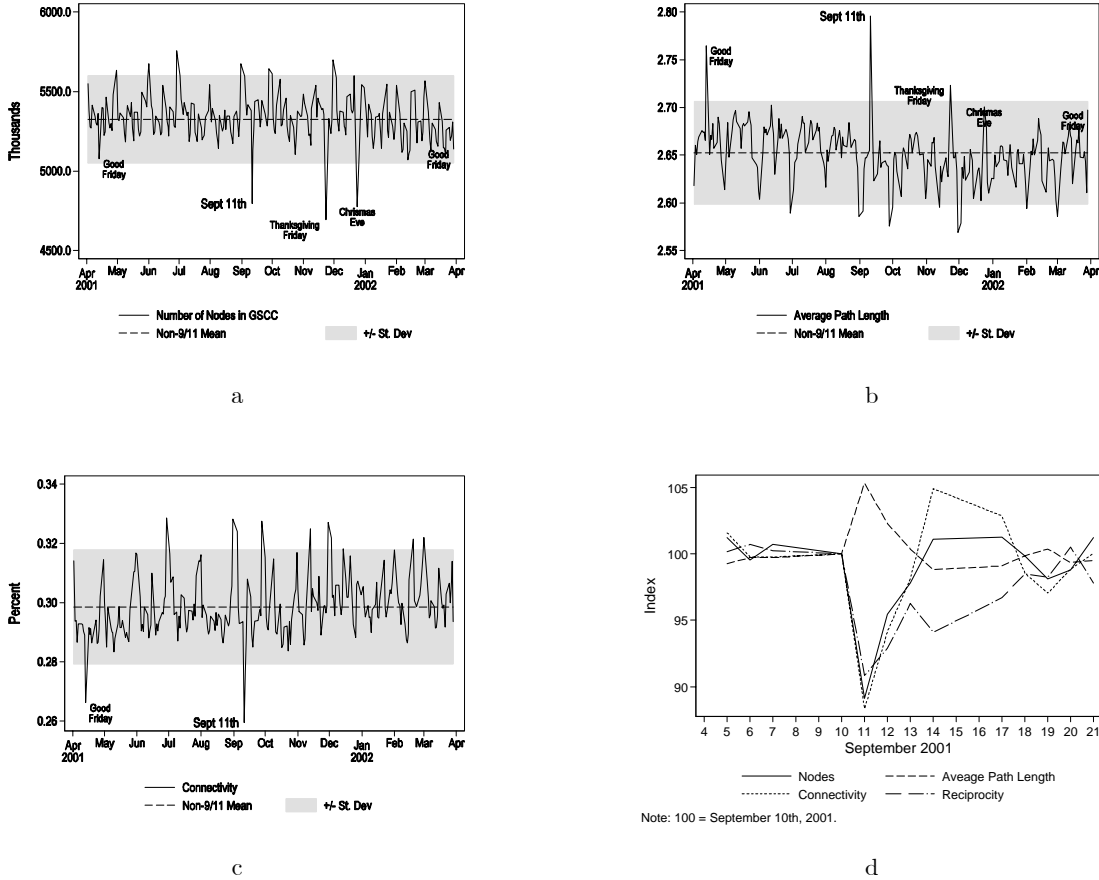 6000.0
5500.0
5000.0
4500.0
Thousands
Good
Friday
Sept 11th
Thanksgiving
Friday
Chrismas
Eve
Good
Friday
Apr May Jun Jul Aug Sep Oct Nov Dec Jan Feb Mar Apr
2001 2002
Number of Nodes in GSCC
Non-9/11 Mean +/- St. Dev
a
2.80
2.75
2.70
2.65
2.60
2.55
Good
Friday
Sept 11th
Thanksgiving
Friday
Chrismas
Eve
Good
Friday
Apr May Jun Jul Aug Sep Oct Nov Dec Jan Feb Mar Apr
2001 2002
Average Path Length
Non-9/11 Mean +/- St. Dev
b
0.34
0.32
0.30
0.28
0.26
Percent
Good
Friday
Sept 11th
Apr May Jun Jul Aug Sep Oct Nov Dec Jan Feb Mar Apr
2001 2002
Connectivity
Non-9/11 Mean +/- St. Dev
c
105
100
95
90
Index
4 5 6 7 8 9 10 11 12 13 14 15 16 17 18 19 20 21
September 2001
Nodes Aveage Path Length
Connectivity Reciprocity
Note: 100 = September 10th, 2001.
d